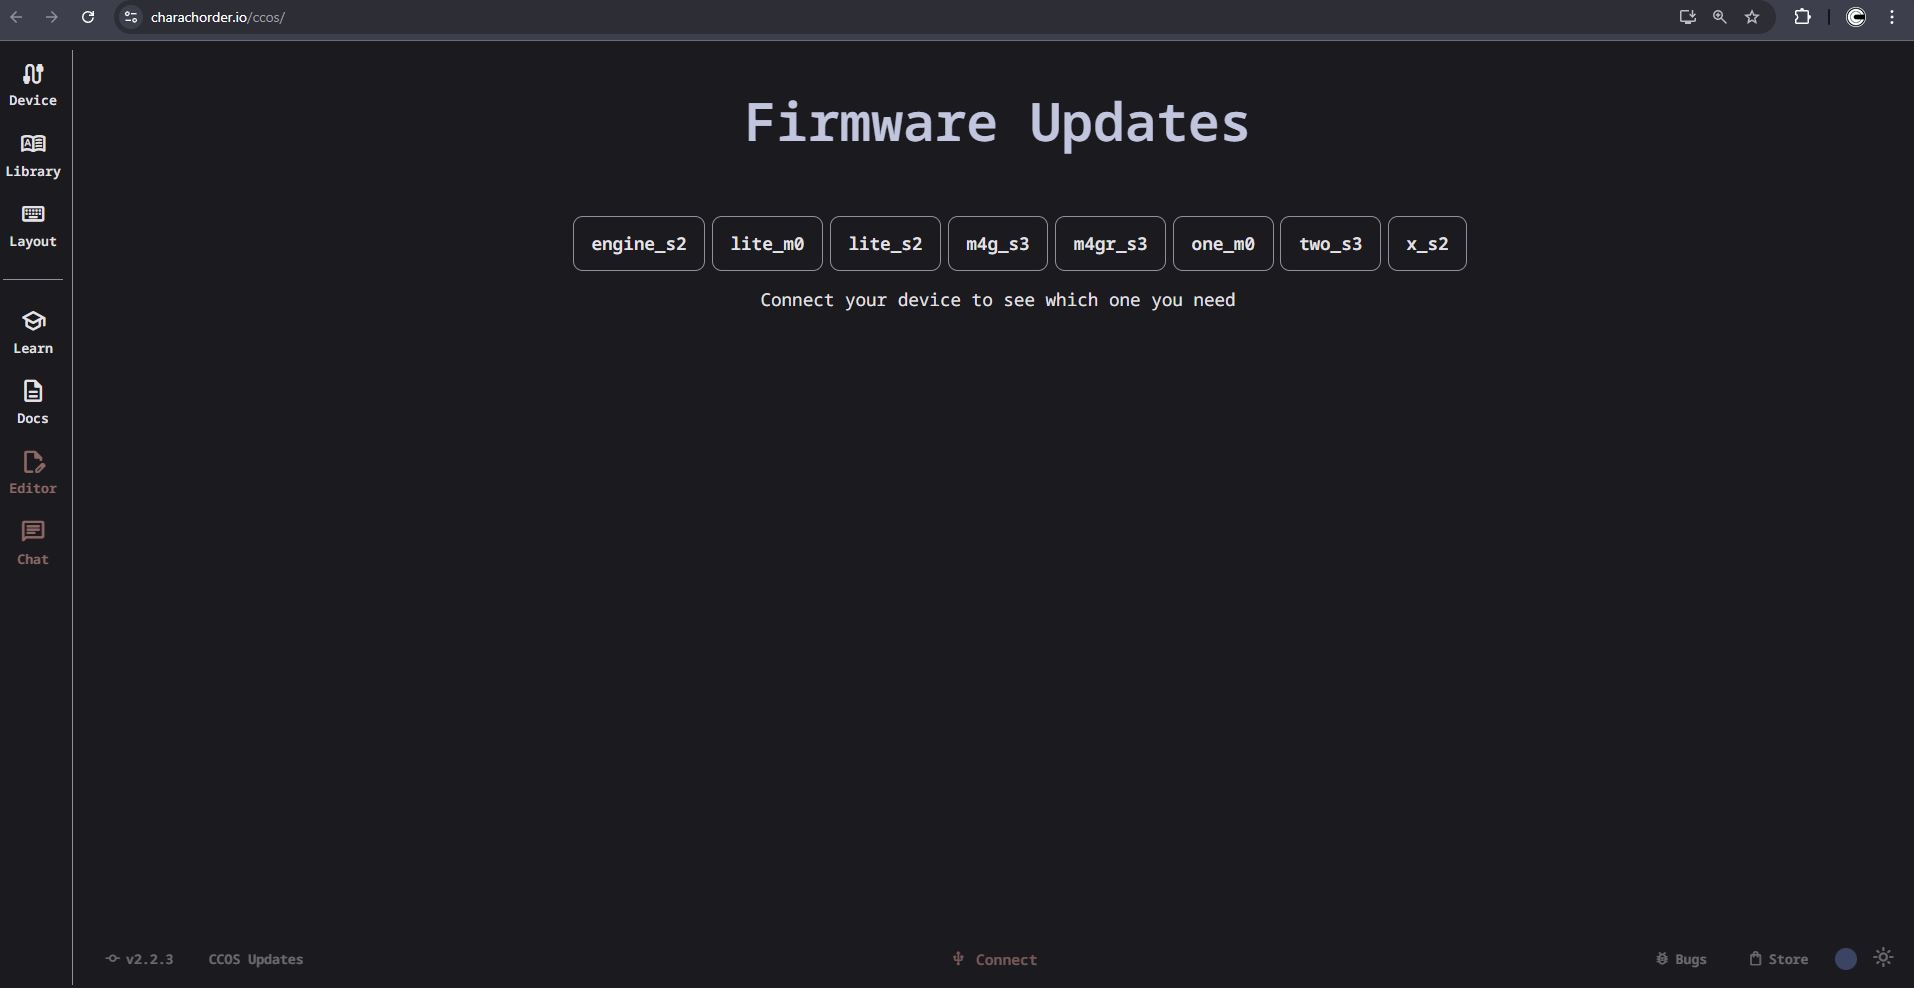 charachorder.io/ccos/
Device
Library
Layout
Learn
Docs
Editor
Chat
Firmware Updates
engine_s2 lite_m0 lite_s2 m4g_s3 m4gr_s3 one_m0 two_s3 x_s2
Connect your device to see which one you need
v2.2.3 CCOS Updates Connect Bugs Store